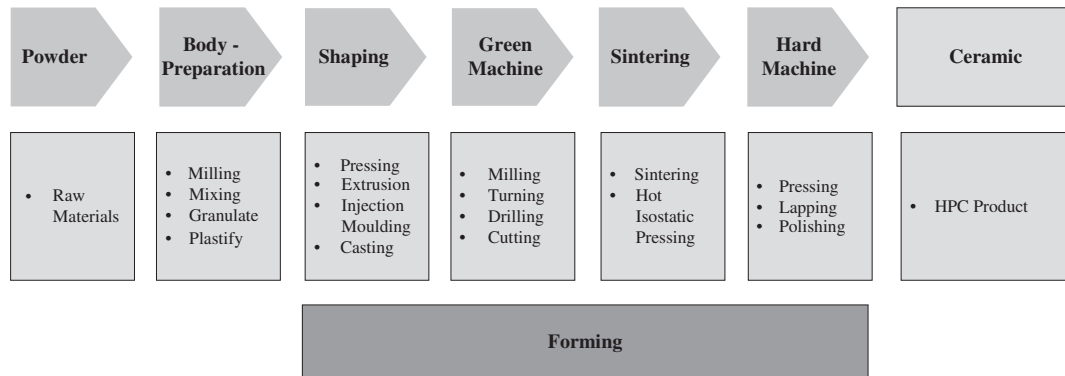 Powder
Body -
Preparation
Shaping
Green
Machine
Sintering
Hard
Machine
Ceramic
• Raw
Materials
• Milling
• Mixing
• Granulate
• Plastify
• Pressing
• Extrusion
• Injection
Moulding
• Casting
• Milling
• Turning
• Drilling
• Cutting
• Sintering
• Hot
Isostatic
Pressing
• Pressing
• Lapping
• Polishing
• HPC Product
Forming